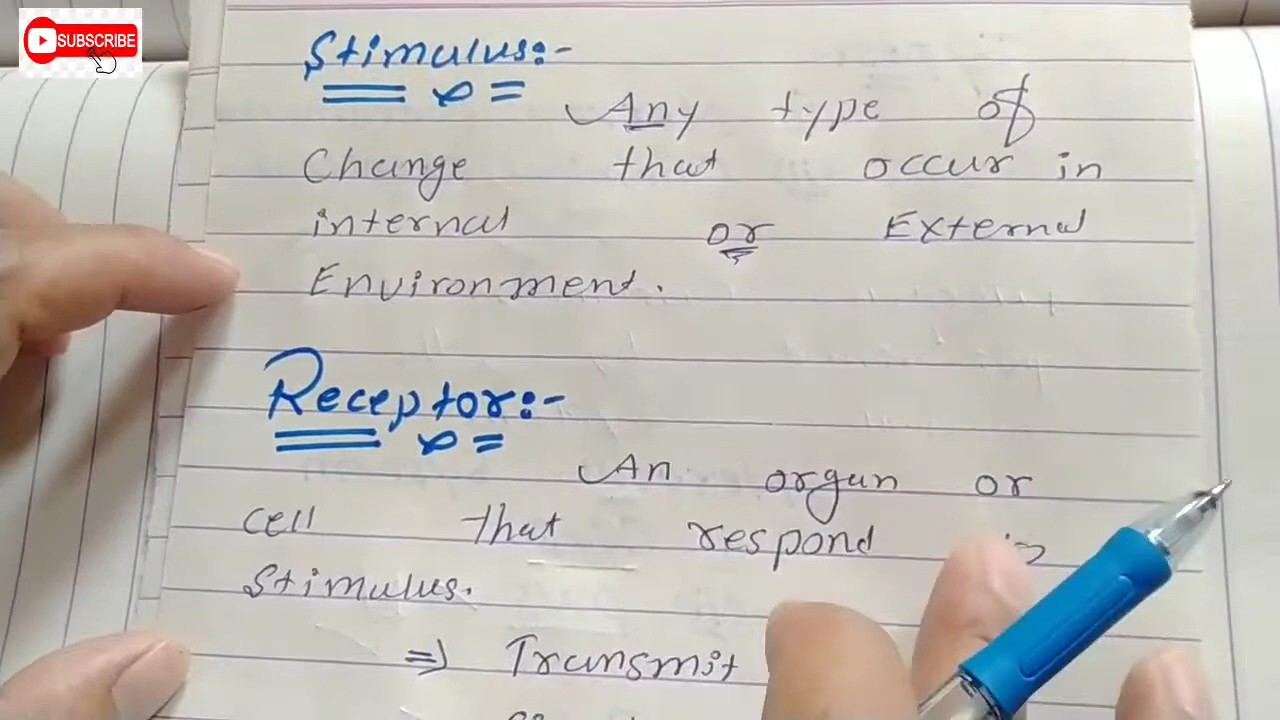 SUBSCRIBE
Stimulus:-
Any type of
Change that occur in
internal or External
Environment.
Receptor:-
An organ or
cell that respond
Stimulus.
⇒ Transmit